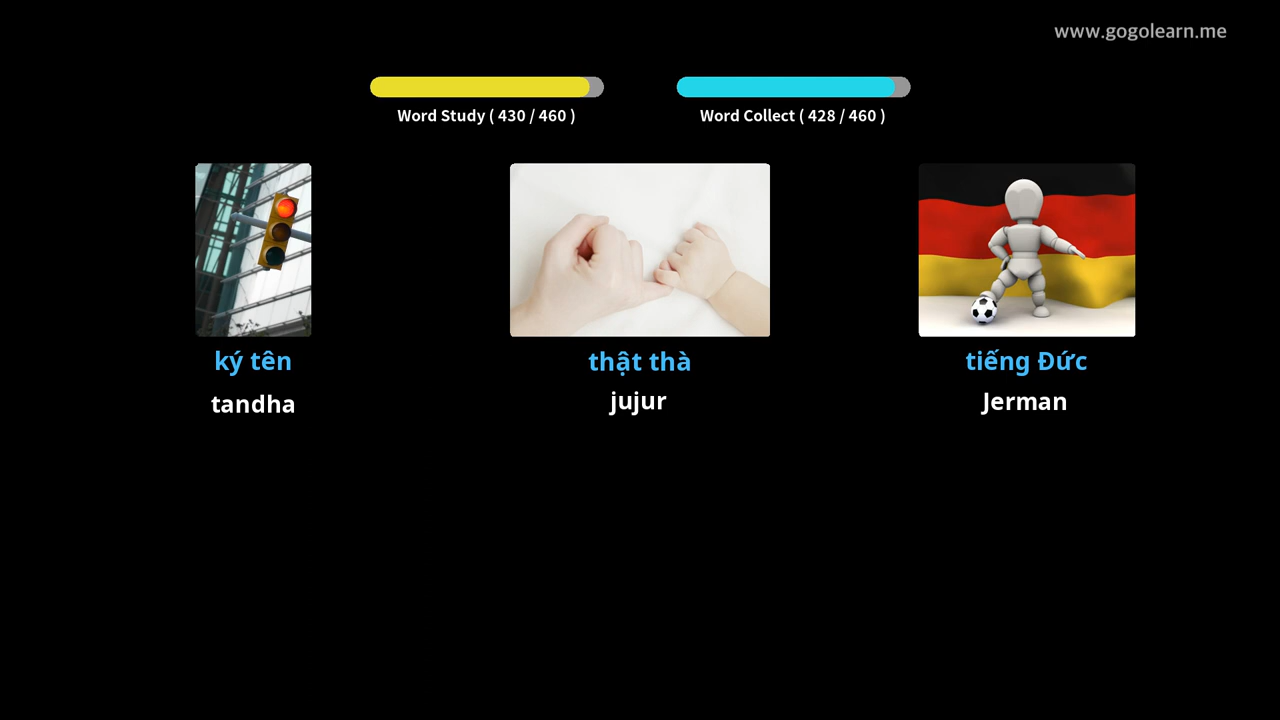 www.gogolearn.me
Word Study ( 430 / 460 )
Word Collect ( 428 / 460 )
ký tên
thật thà
tiếng Đức
tandha
jujur
Jerman